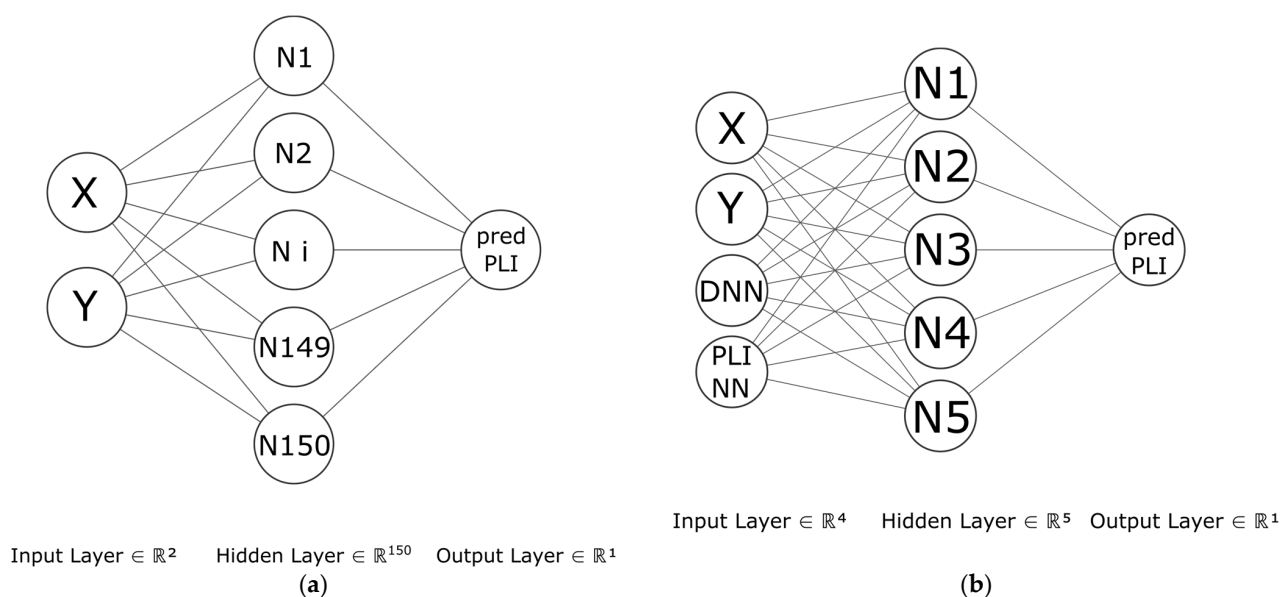 N1
N2
X
N i
Y
N149
N150
pred
PLI
Input Layer ∈ ℝ² Hidden Layer ∈ ℝ¹⁵⁰ Output Layer ∈ ℝ¹
(a)
N1
X
N2
Y
N3
DNN
N4
PLI
NN
N5
pred
PLI
Input Layer ∈ ℝ⁴ Hidden Layer ∈ ℝ⁵ Output Layer ∈ ℝ¹
(b)